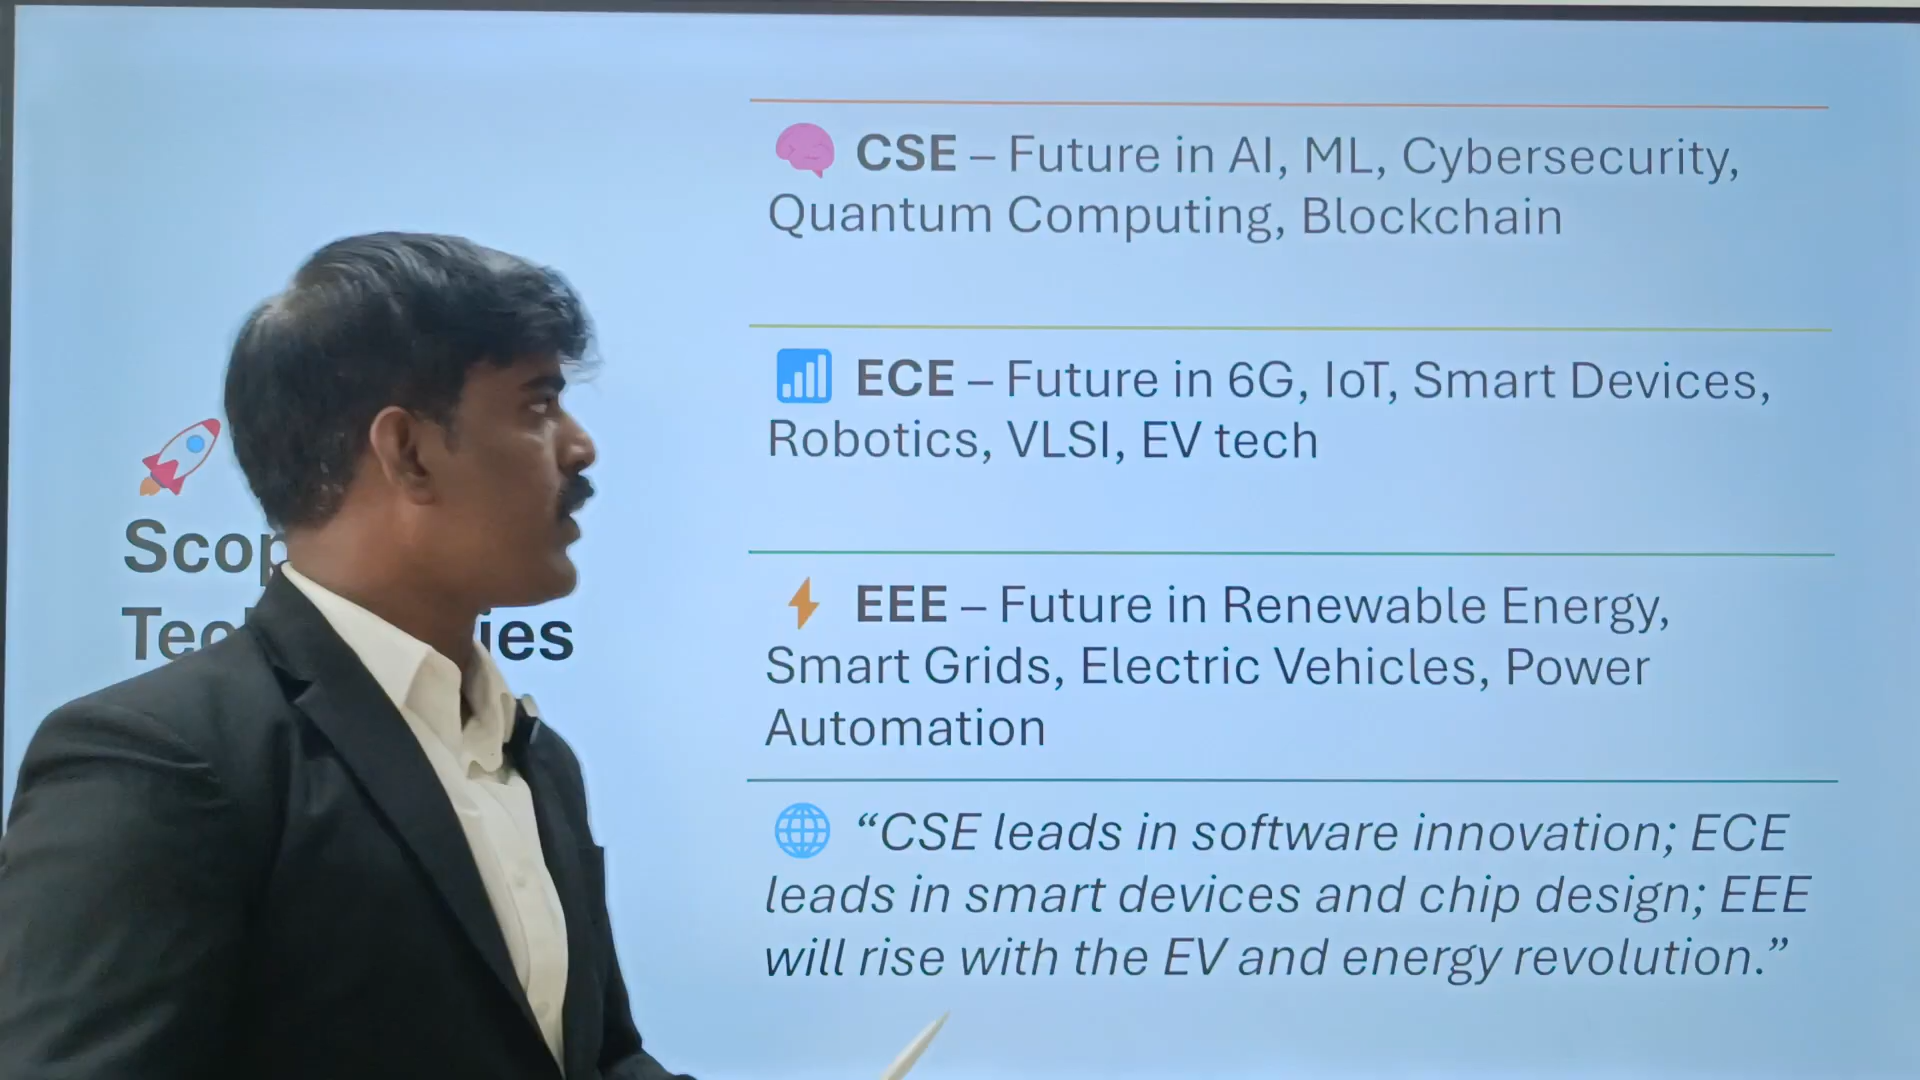 CSE – Future in AI, ML, Cybersecurity,
Quantum Computing, Blockchain
ECE – Future in 6G, IoT, Smart Devices,
Robotics, VLSI, EV tech
EEE – Future in Renewable Energy,
Smart Grids, Electric Vehicles, Power
Automation
“CSE leads in software innovation; ECE
leads in smart devices and chip design; EEE
will rise with the EV and energy revolution.”